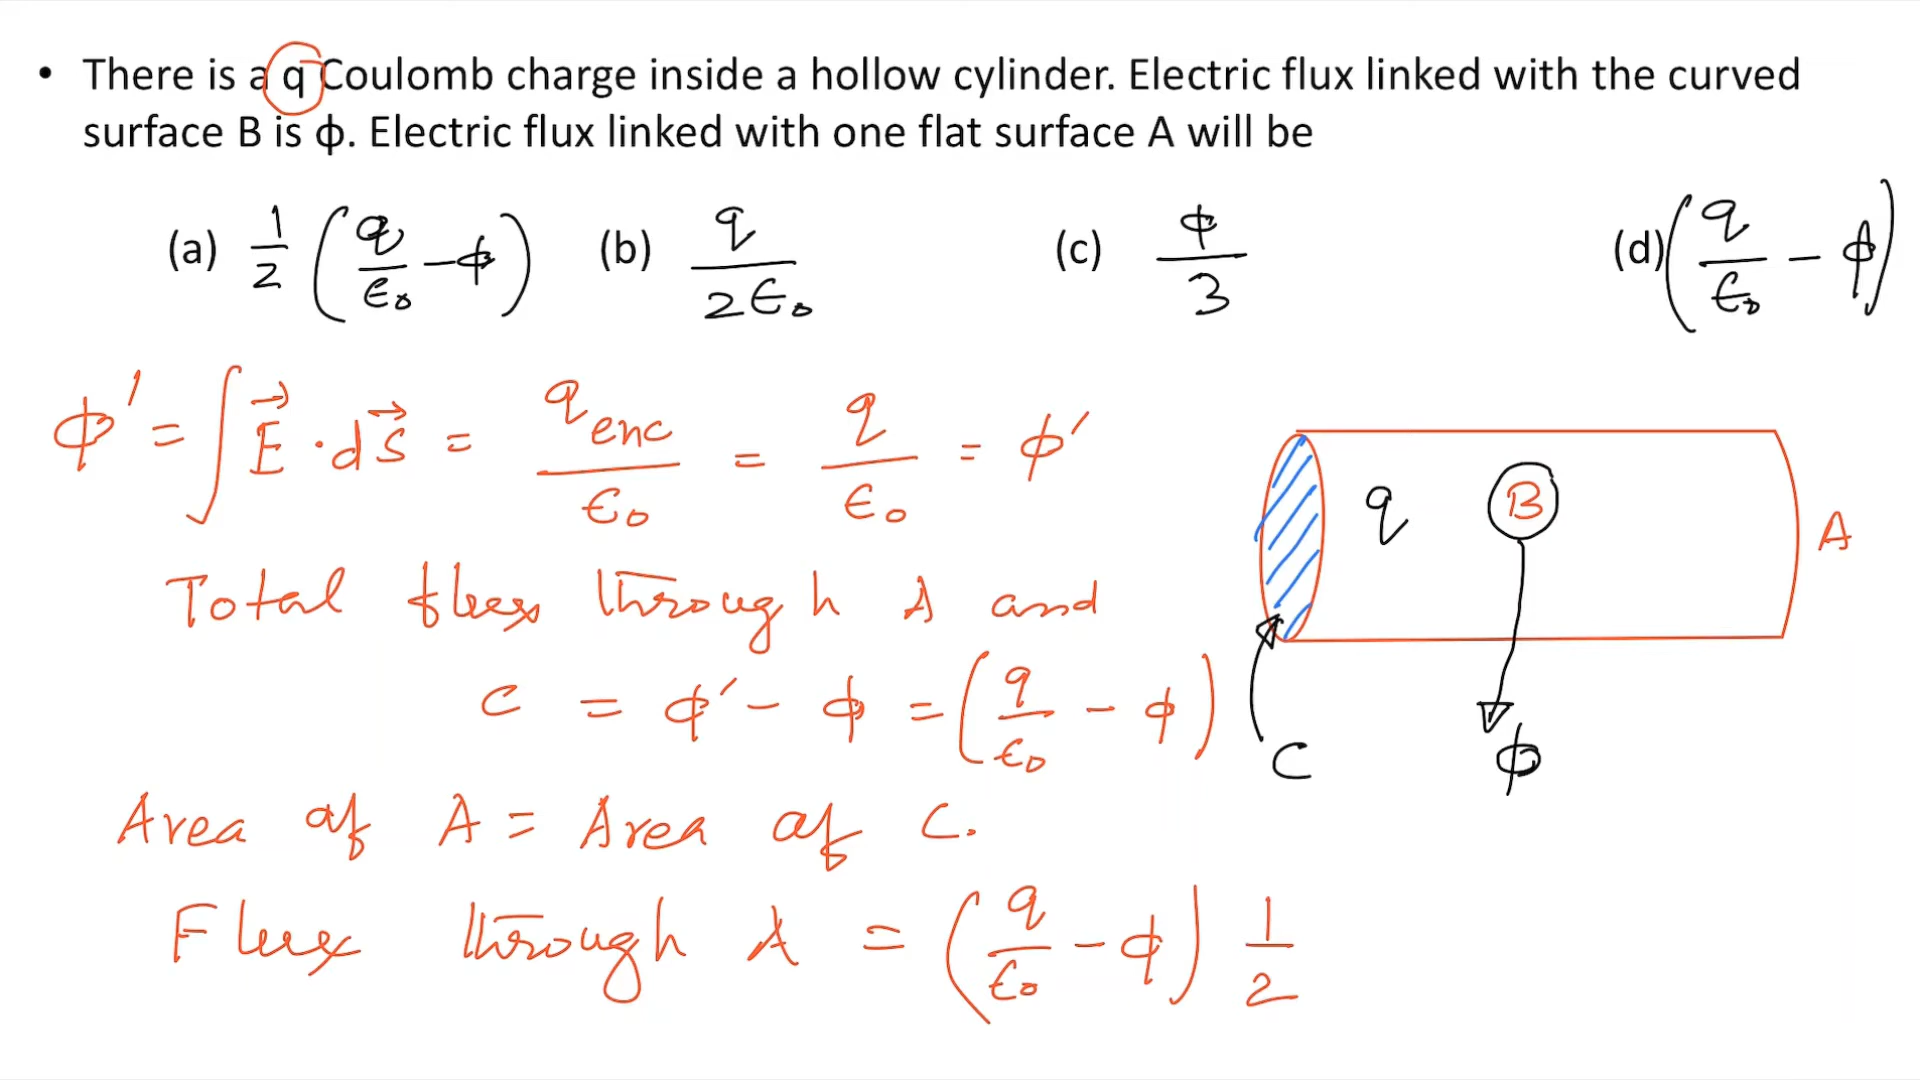 • There is a q Coulomb charge inside a hollow cylinder. Electric flux linked with the curved
surface B is ϕ. Electric flux linked with one flat surface A will be
(a) 1/2 (q/ϵ₀ − ϕ) (b) q/2ϵ₀ (c) ϕ/3 (d) (q/ϵ₀ − ϕ)
ϕ' = ∫ E⃗ · dS⃗ = q enc/ϵ₀ = q/ϵ₀ = ϕ'
q B A
Total flux through A and
C = ϕ' − ϕ = (q/ϵ₀ − ϕ)
C ϕ
Area of A = Area of C.
Flux through A = (q/ϵ₀ − ϕ) 1/2